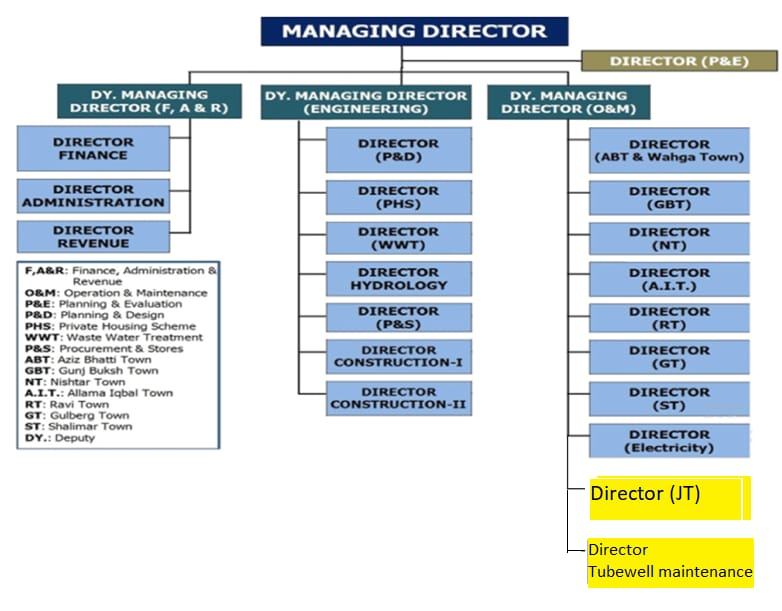 MANAGING DIRECTOR
DIRECTOR (P&E)
DY. MANAGING
DIRECTOR (F, A & R)
DIRECTOR
FINANCE
DIRECTOR
ADMINISTRATION
DIRECTOR
REVENUE
DY. MANAGING DIRECTOR
(ENGINEERING)
DIRECTOR
(P&D)
DIRECTOR
(PHS)
DIRECTOR
(WWT)
DIRECTOR
HYDROLOGY
DIRECTOR
(P&S)
DIRECTOR
CONSTRUCTION-I
DIRECTOR
CONSTRUCTION-II
DY. MANAGING
DIRECTOR (O&M)
DIRECTOR
(ABT & Wahga Town)
DIRECTOR
(GBT)
DIRECTOR
(NT)
DIRECTOR
(A.I.T.)
DIRECTOR
(RT)
DIRECTOR
(GT)
DIRECTOR
(ST)
DIRECTOR
(Electricity)
Director (JT)
Director
Tubewell maintenance
F,A&R: Finance, Administration &
Revenue
O&M: Operation & Maintenance
P&E: Planning & Evaluation
P&D: Planning & Design
PHS: Private Housing Scheme
WWT: Waste Water Treatment
P&S: Procurement & Stores
ABT: Aziz Bhatti Town
GBT: Gunj Buksh Town
NT: Nishtar Town
A.I.T.: Allama Iqbal Town
RT: Ravi Town
GT: Gulberg Town
ST: Shalimar Town
DY.: Deputy